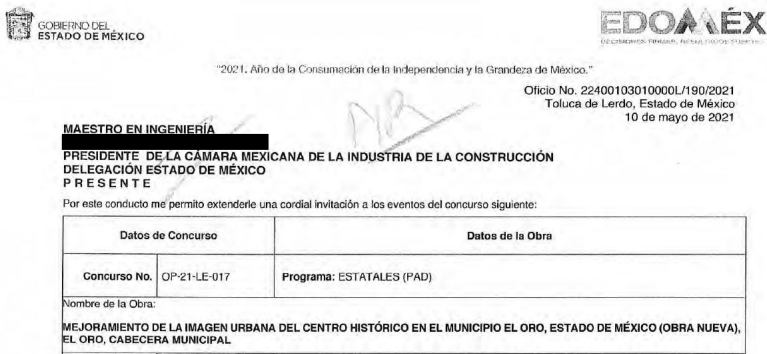 GOBIERNO DEL
ESTADO DE MÉXICO
EDOMÉX
DECISIONES FIRMES, RESULTADOS FUERTES.
"2021. Año de la Consumación de la Independencia y la Grandeza de México."
Oficio No. 22400103010000L/190/2021
Toluca de Lerdo, Estado de México
10 de mayo de 2021
MAESTRO EN INGENIERÍA
PRESIDENTE DE LA CÁMARA MEXICANA DE LA INDUSTRIA DE LA CONSTRUCCIÓN
DELEGACIÓN ESTADO DE MÉXICO
P R E S E N T E
Por este conducto me permito extenderle una cordial invitación a los eventos del concurso siguiente:
Datos de Concurso
Datos de la Obra
Concurso No. OP-21-LE-017
Programa: ESTATALES (PAD)
Nombre de la Obra:
MEJORAMIENTO DE LA IMAGEN URBANA DEL CENTRO HISTÓRICO EN EL MUNICIPIO EL ORO, ESTADO DE MÉXICO (OBRA NUEVA),
EL ORO, CABECERA MUNICIPAL